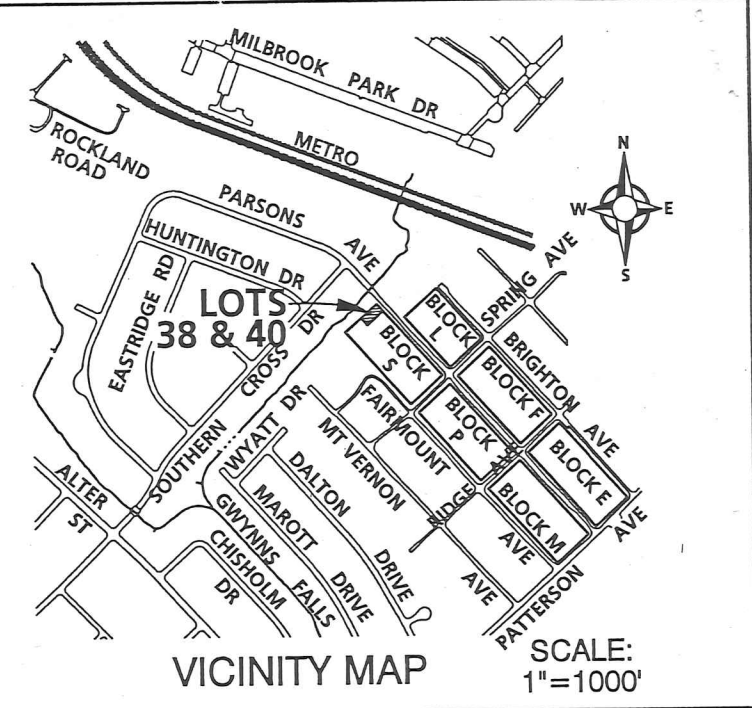 MILBROOK PARK DR
ROCKLAND
ROAD
METRO
N
W E
S
PARSONS AVE
HUNTINGTON DR
EASTRIDGE RD
LOTS
38 & 40
SOUTHERN CROSS DR
SPRING AVE
BLOCK
L
BLOCK
S
BRIGHTON AVE
BLOCK F
BLOCK
P
BLOCK E
BLOCK M
FAIRMOUNT AVE
MT VERNON AVE
RIDGE AVE
PATTERSON AVE
WYATT DR
DALTON DRIVE
MAROTT DRIVE
GWYNNS FALLS
CHISHOLM
DR
ALTER
ST
VICINITY MAP
SCALE:
1"=1000'